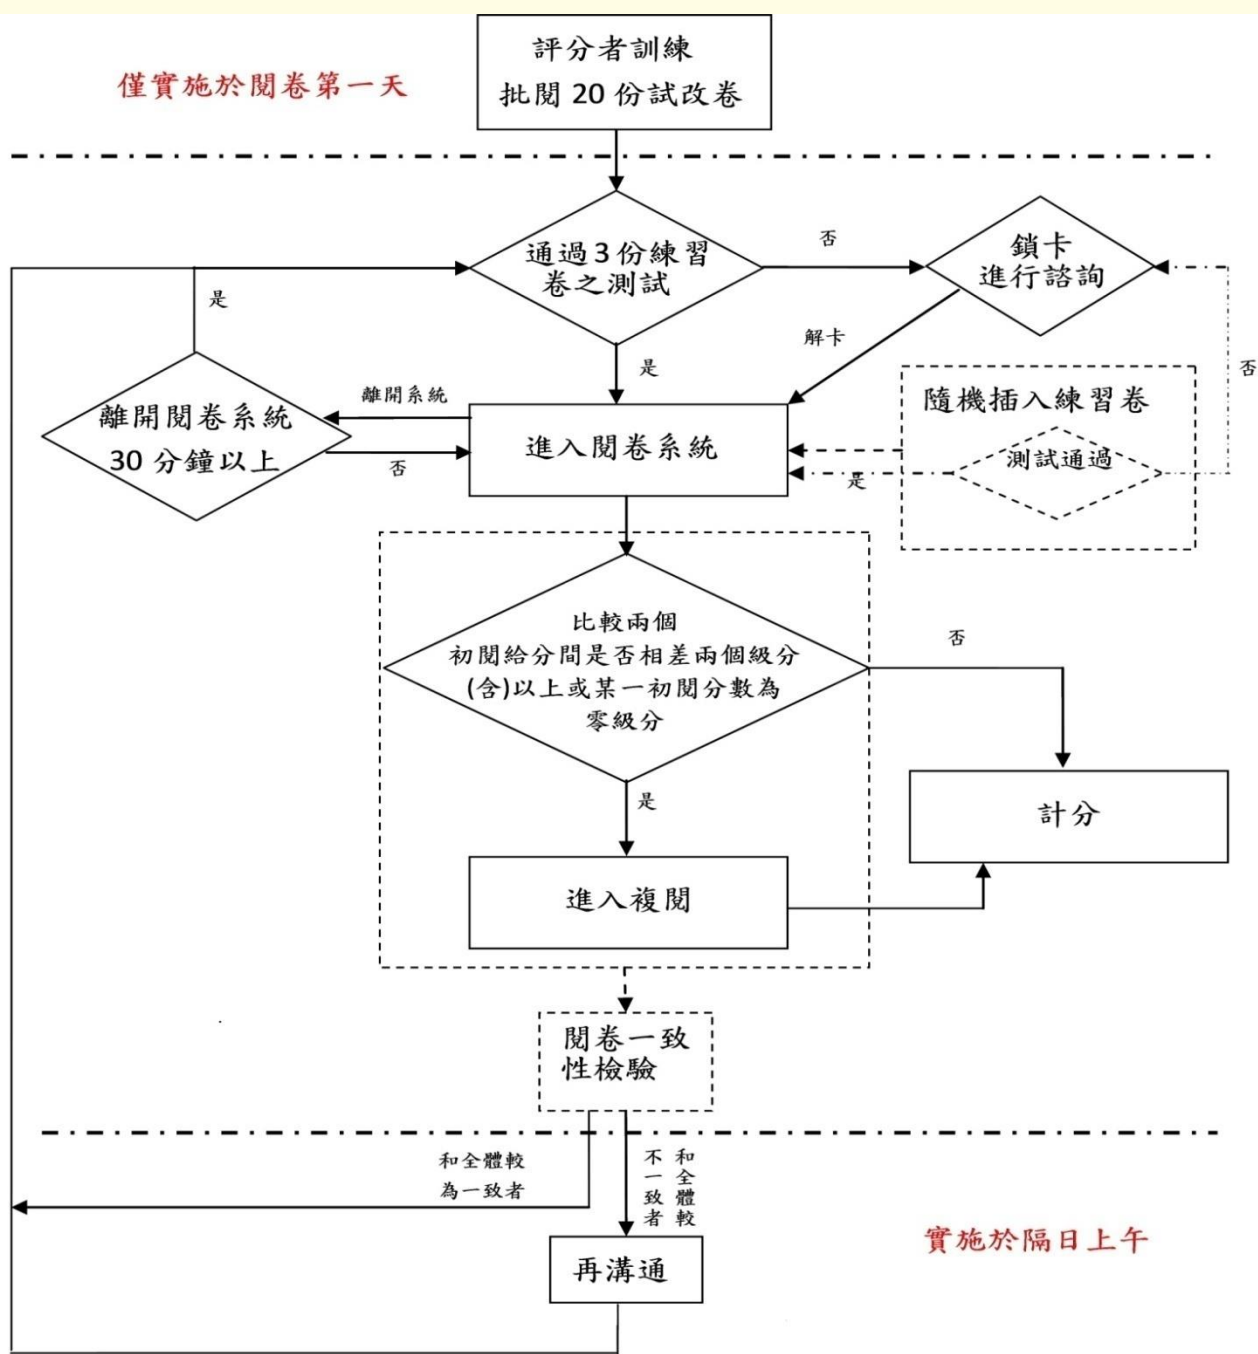 評分者訓練
批閱 20 份試改卷
僅實施於閱卷第一天
通過 3 份練習
卷之測試
否
鎖卡
進行諮詢
是
解卡
是
否
離開閱卷系統
30 分鐘以上
離開系統
否
進入閱卷系統
隨機插入練習卷
測試通過
是
比較兩個
初閱給分間是否相差兩個級分
(含)以上或某一初閱分數為
零級分
否
是
計分
進入複閱
閱卷一致
性檢驗
和全體較
為一致者
和全體較
不一致者
實施於隔日上午
再溝通